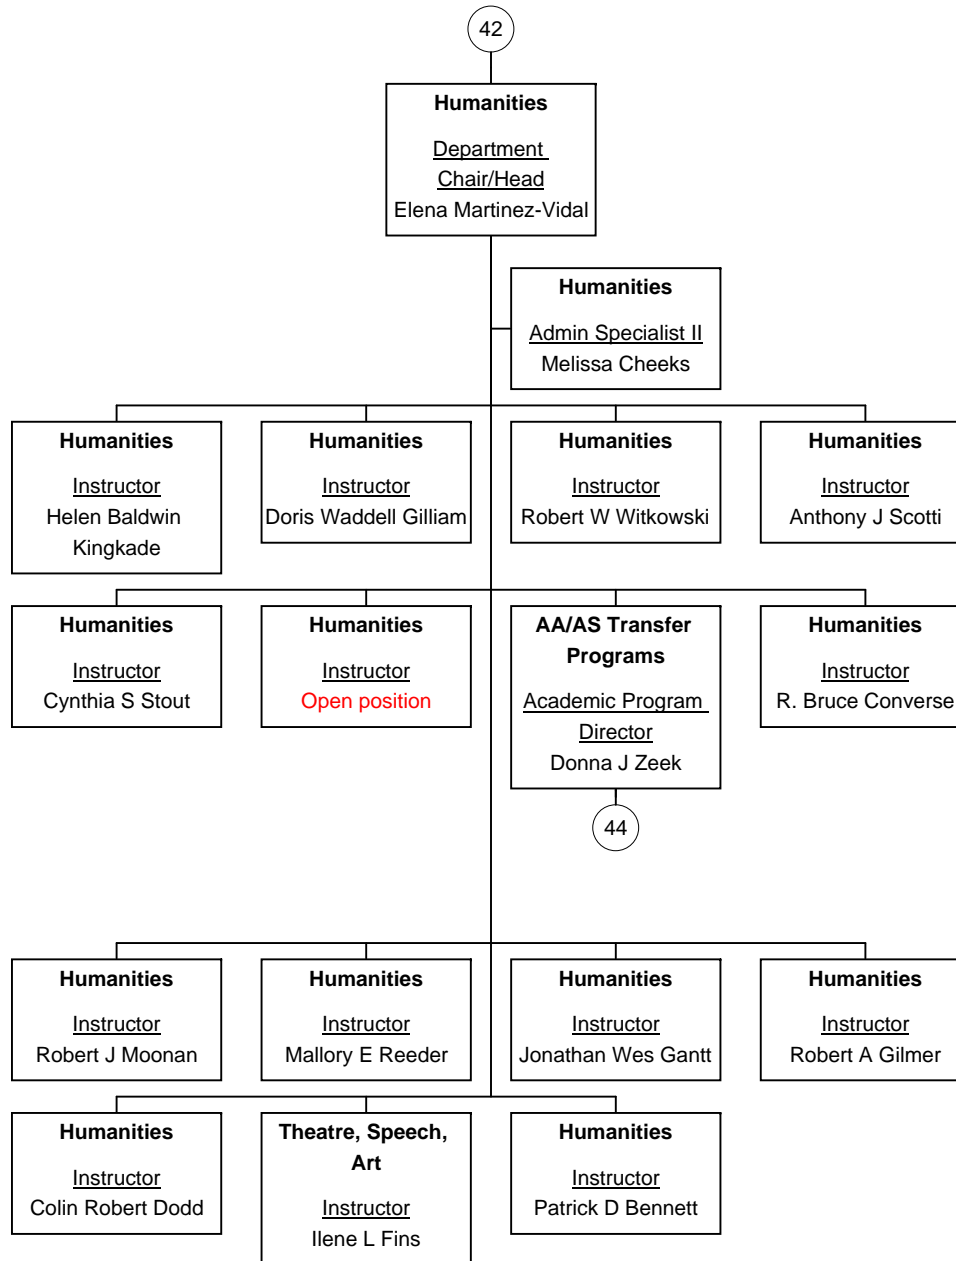 42
Humanities
Department
Chair/Head
Elena Martinez-Vidal
Humanities
Admin Specialist II
Melissa Cheeks
Humanities
Instructor
Helen Baldwin
Kingkade
Humanities
Instructor
Doris Waddell Gilliam
Humanities
Instructor
Robert W Witkowski
Humanities
Instructor
Anthony J Scotti
Humanities
Instructor
Cynthia S Stout
Humanities
Instructor
Open position
AA/AS Transfer
Programs
Academic Program
Director
Donna J Zeek
44
Humanities
Instructor
R. Bruce Converse
Humanities
Instructor
Robert J Moonan
Humanities
Instructor
Mallory E Reeder
Humanities
Instructor
Jonathan Wes Gantt
Humanities
Instructor
Robert A Gilmer
Humanities
Instructor
Colin Robert Dodd
Theatre, Speech,
Art
Instructor
Ilene L Fins
Humanities
Instructor
Patrick D Bennett